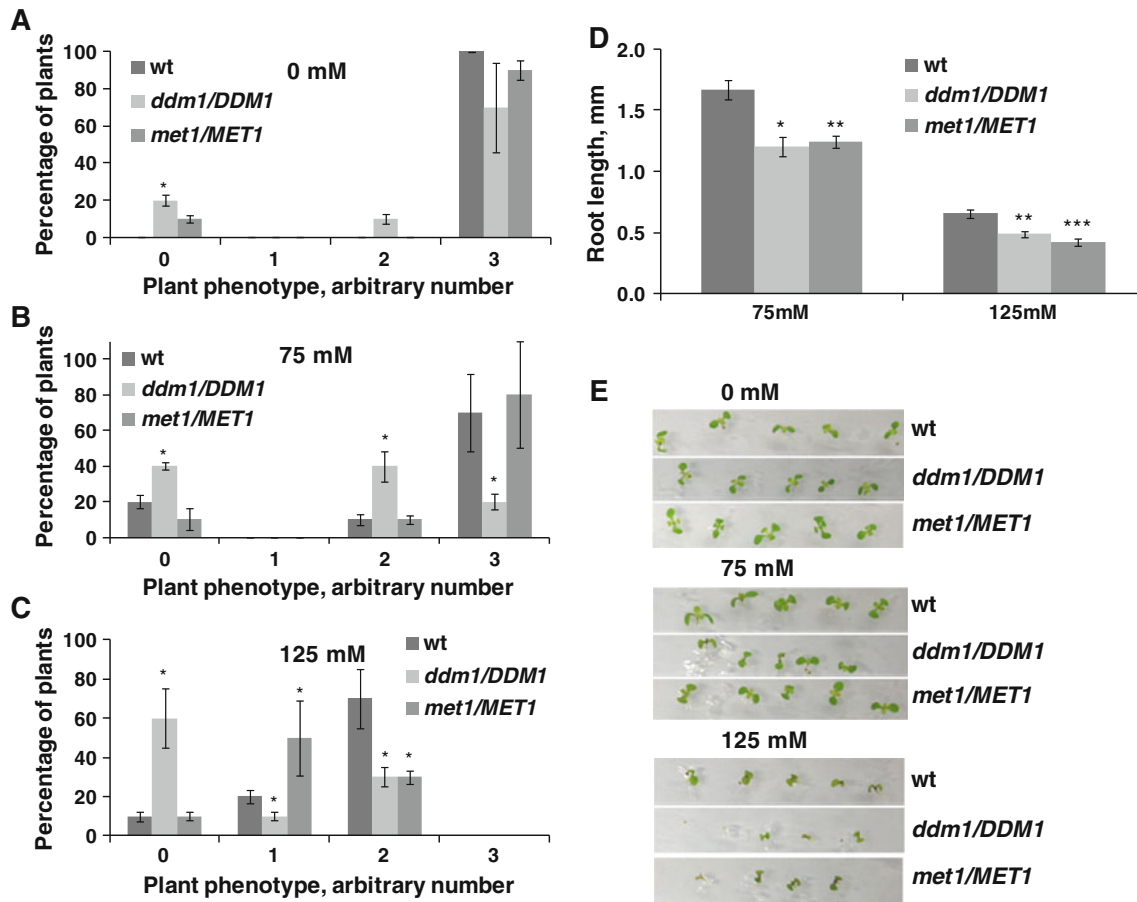 A
Percentage of plants
100
80
60
40
20
0
0 mM
wt
ddm1/DDM1
met1/MET1
*
0 1 2 3
Plant phenotype, arbitrary number
B
Percentage of plants
100
80
60
40
20
0
75 mM
wt
ddm1/DDM1
met1/MET1
* * *
0 1 2 3
Plant phenotype, arbitrary number
C
Percentage of plants
100
80
60
40
20
0
125 mM
wt
ddm1/DDM1
met1/MET1
* * * * *
0 1 2 3
Plant phenotype, arbitrary number
D
Root length, mm
2.0
1.5
1.0
0.5
0.0
wt
ddm1/DDM1
met1/MET1
* **
** ***
75mM 125mM
E
0 mM
wt
ddm1/DDM1
met1/MET1
75 mM
wt
ddm1/DDM1
met1/MET1
125 mM
wt
ddm1/DDM1
met1/MET1